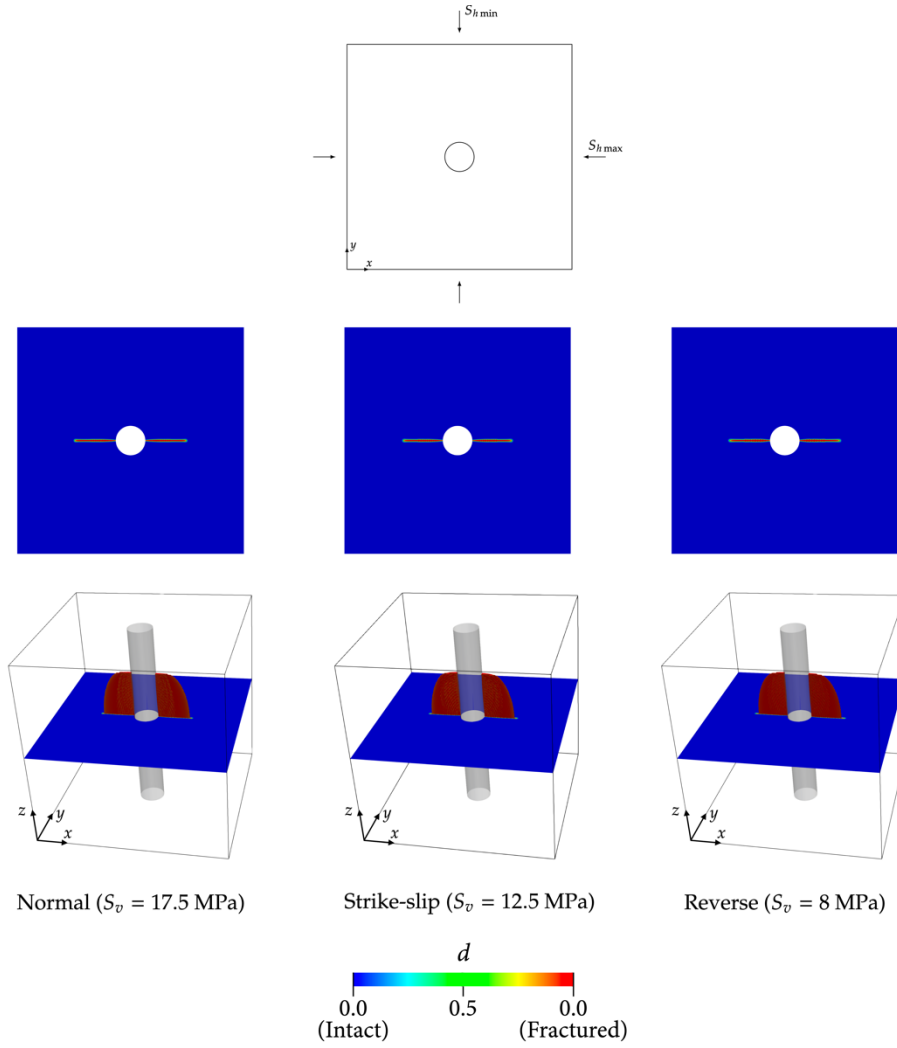 S_h min
S_h max
y
x
z y x
z y x
z y x
Normal (S_v = 17.5 MPa)
Strike-slip (S_v = 12.5 MPa)
Reverse (S_v = 8 MPa)
d
0.0 0.5 0.0
(Intact) (Fractured)